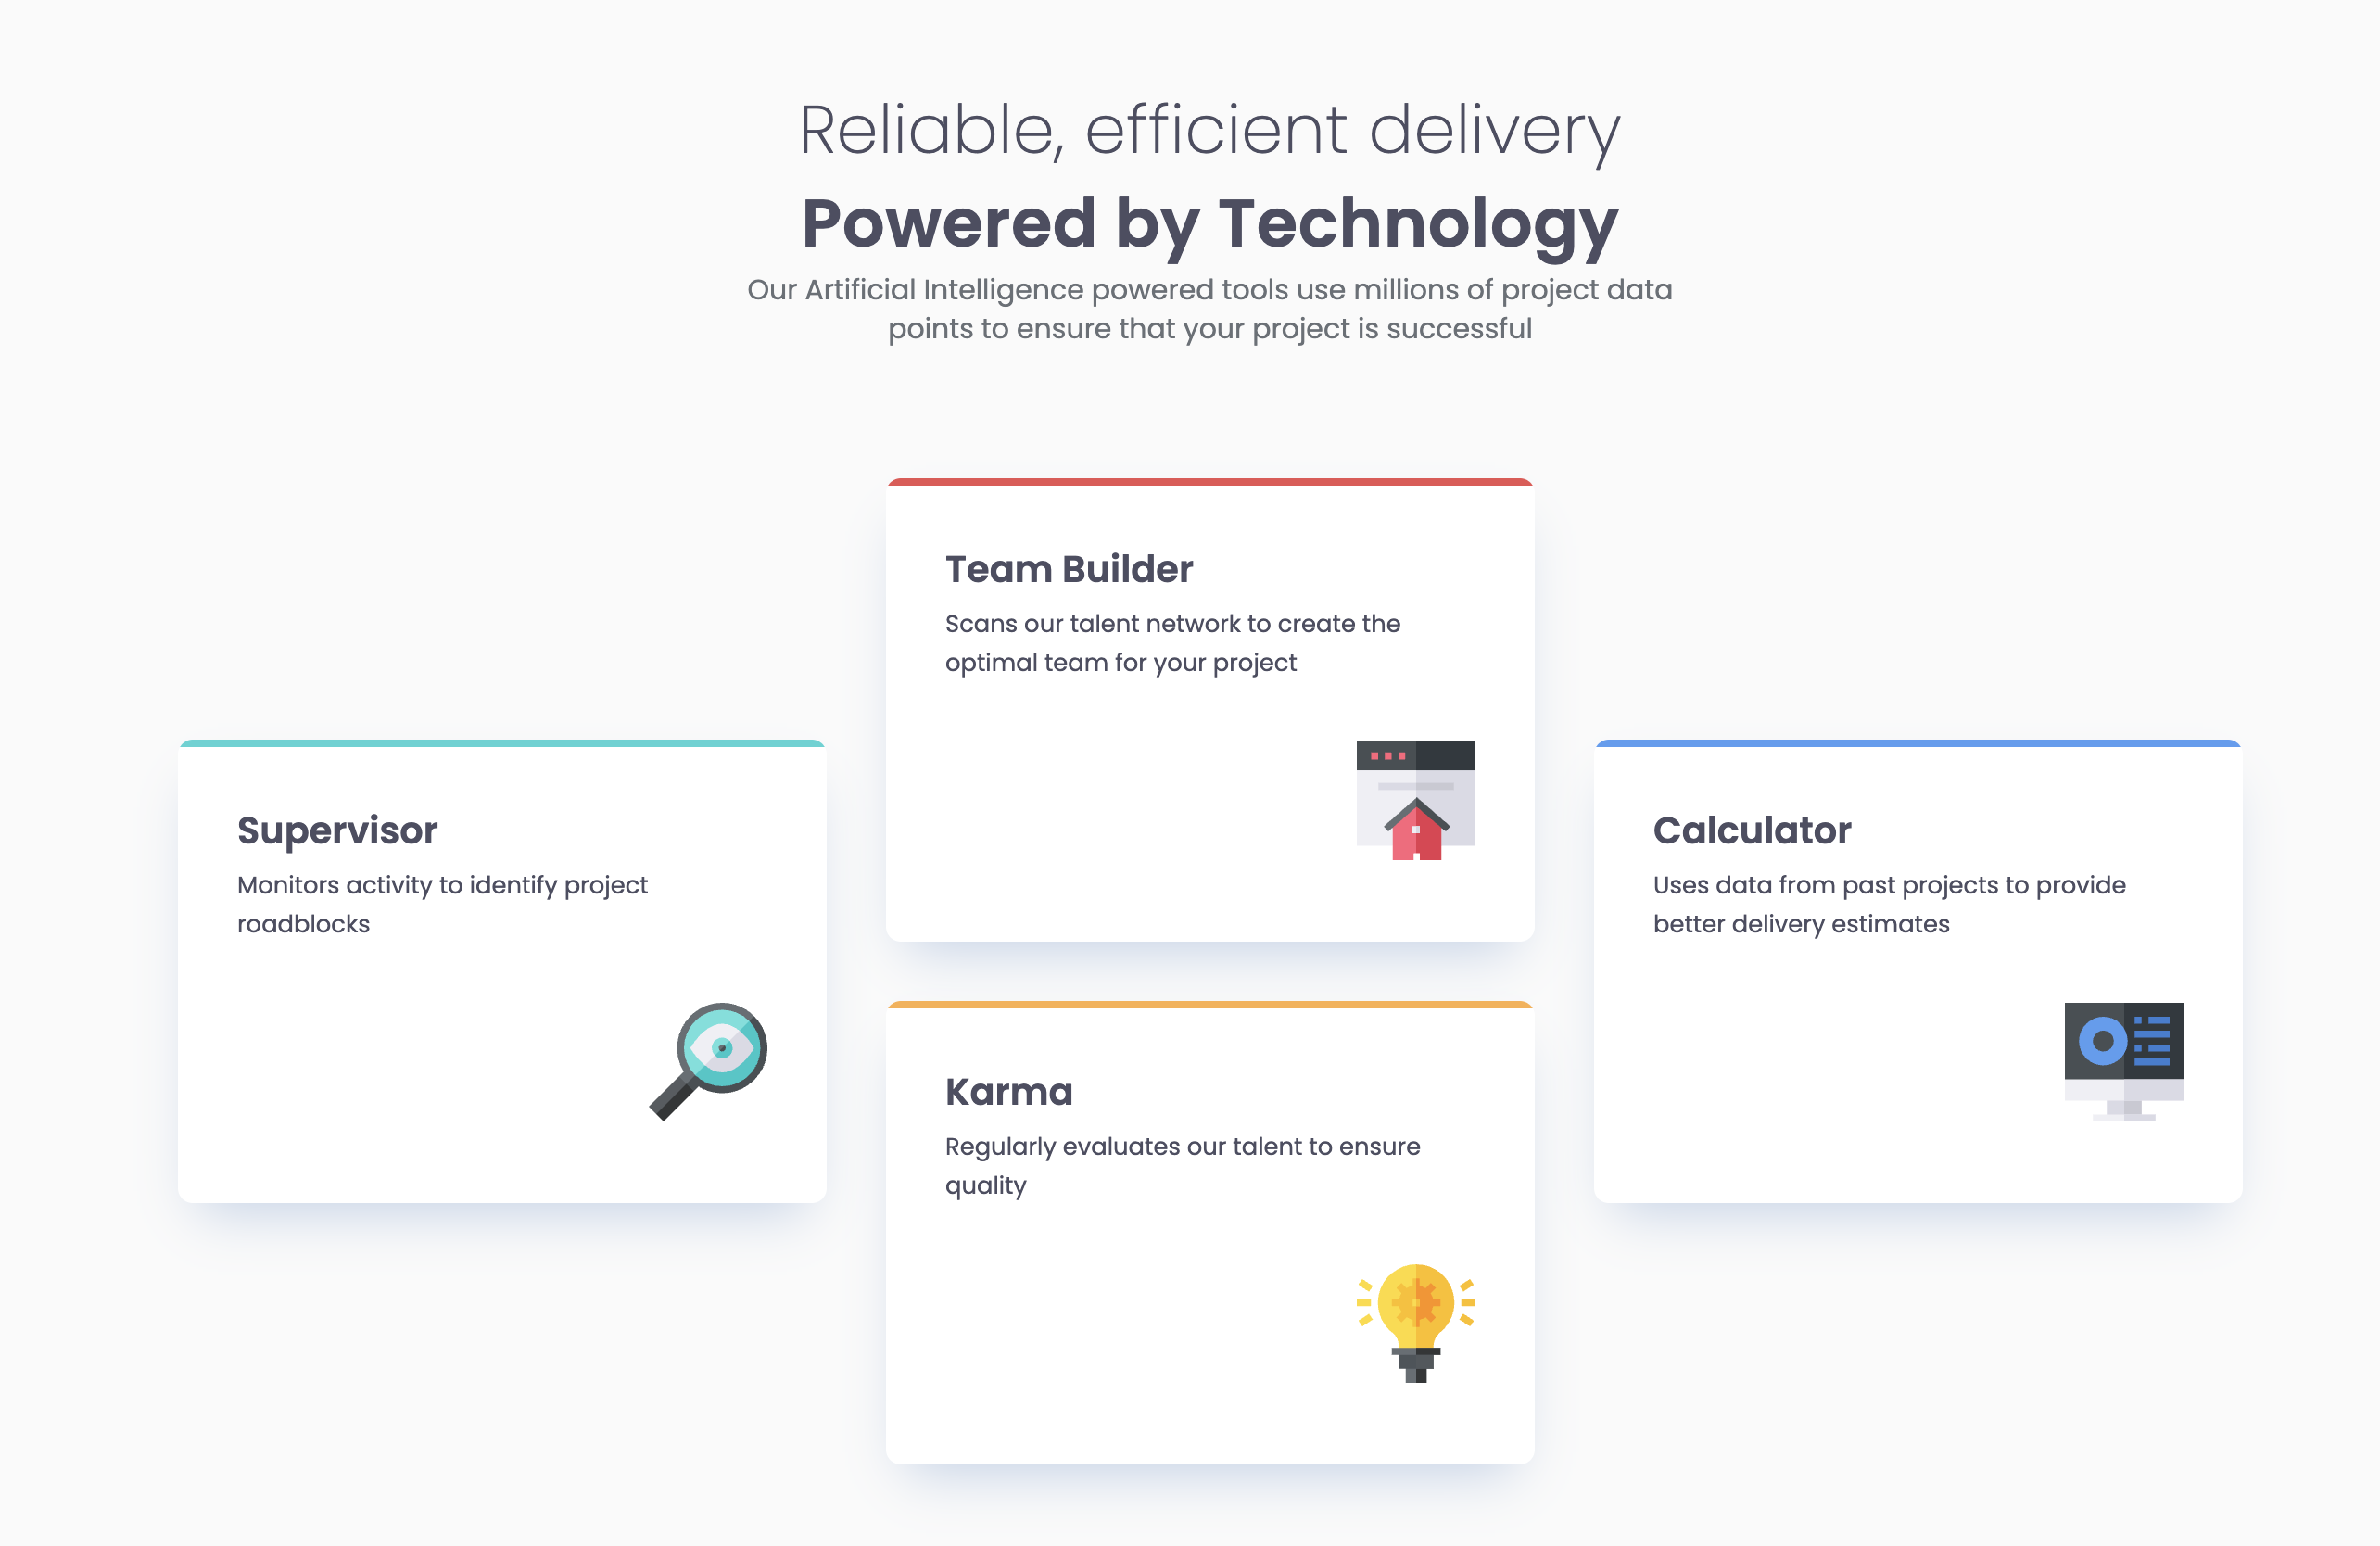 Reliable, efficient delivery
Powered by Technology
Our Artificial Intelligence powered tools use millions of project data
points to ensure that your project is successful
Supervisor
Monitors activity to identify project
roadblocks
Team Builder
Scans our talent network to create the
optimal team for your project
Karma
Regularly evaluates our talent to ensure
quality
Calculator
Uses data from past projects to provide
better delivery estimates